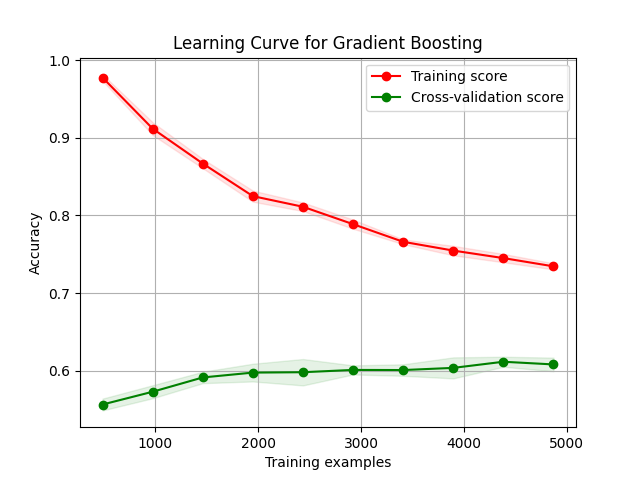 Learning Curve for Gradient Boosting
1.0
0.9
0.8
0.7
0.6
Accuracy
Training score
Cross-validation score
1000 2000 3000 4000 5000
Training examples